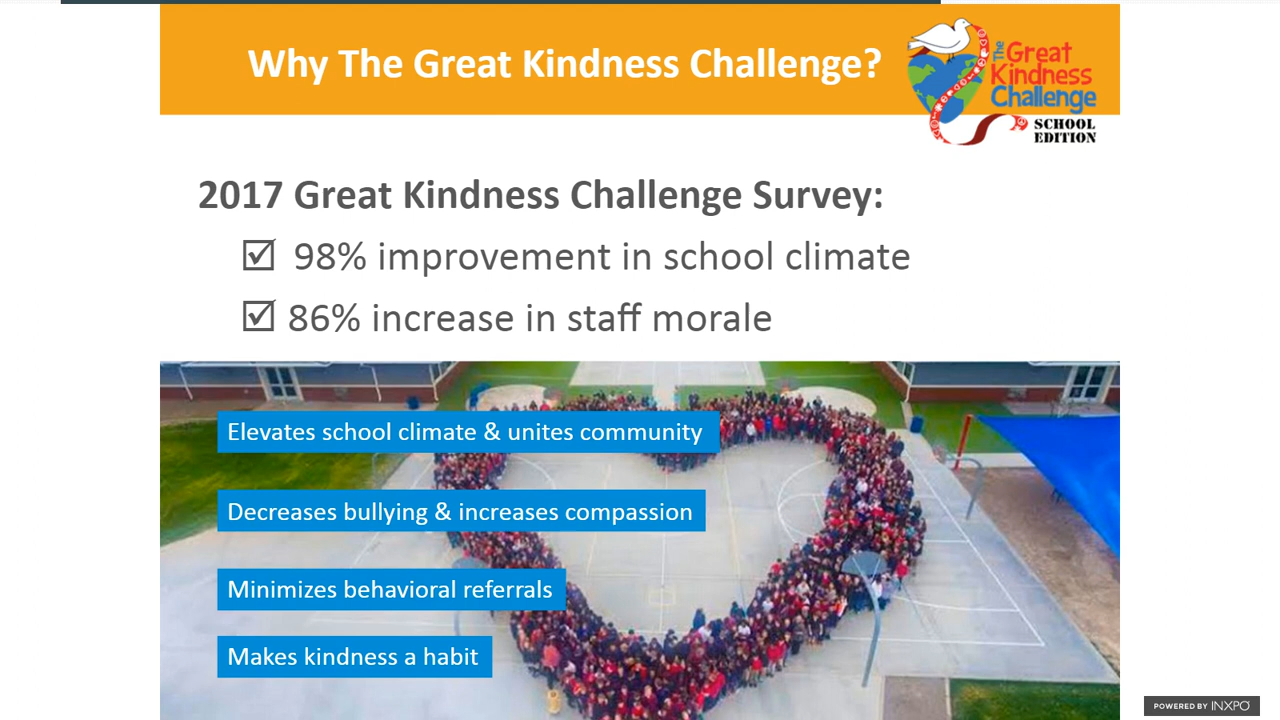 Why The Great Kindness Challenge?
The
Great
Kindness
Challenge
SCHOOL
EDITION
2017 Great Kindness Challenge Survey:
98% improvement in school climate
86% increase in staff morale
Elevates school climate & unites community
Decreases bullying & increases compassion
Minimizes behavioral referrals
Makes kindness a habit
POWERED BY INXPO